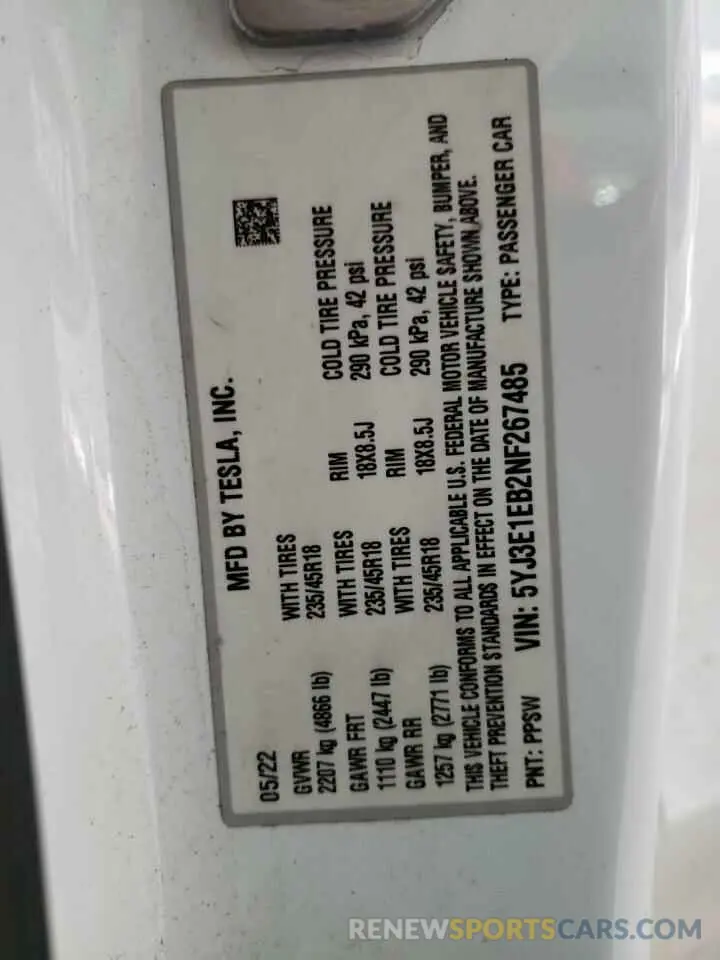 MFD BY TESLA, INC.
05/22
GVWR
2207 kg (4866 lb)
WITH TIRES
235/45R18
RIM
18X8.5J
COLD TIRE PRESSURE
290 kPa, 42 psi
GAWR FRT
1110 kg (2447 lb)
WITH TIRES
235/45R18
RIM
18X8.5J
COLD TIRE PRESSURE
290 kPa, 42 psi
GAWR RR
1257 kg (2771 lb)
WITH TIRES
235/45R18
THIS VEHICLE CONFORMS TO ALL APPLICABLE U.S. FEDERAL MOTOR VEHICLE SAFETY, BUMPER, AND
THEFT PREVENTION STANDARDS IN EFFECT ON THE DATE OF MANUFACTURE SHOWN ABOVE.
PNT: PPSW VIN: 5YJ3E1EB2NF267485 TYPE: PASSENGER CAR
RENEWSPORTSCARS.COM